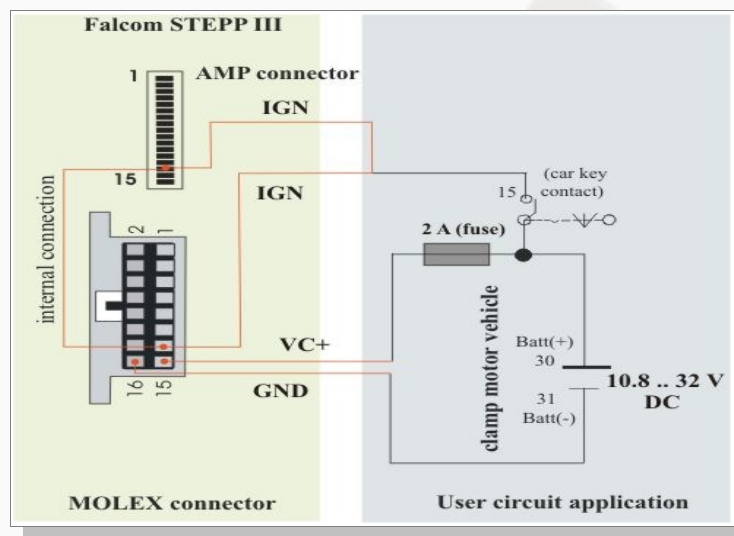 Falcom STEPP III
1
AMP connector
IGN
15
IGN
internal connection
2
1
VC+
GND
16
15
MOLEX connector
(car key
contact)
15
2 A (fuse)
clamp motor vehicle
Batt(+)
30
10.8 .. 32 V
DC
31
Batt(-)
User circuit application